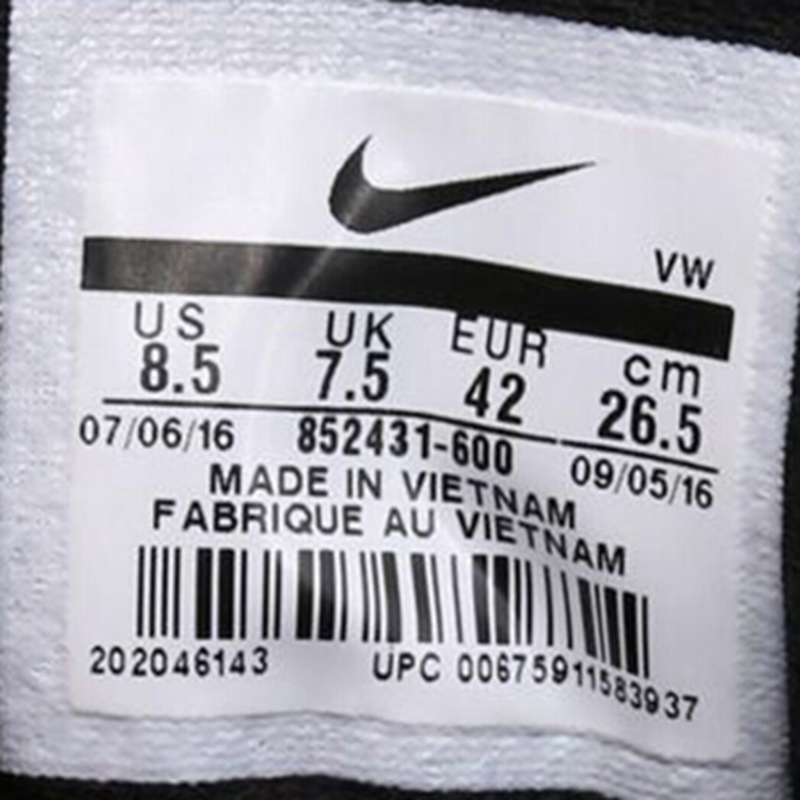 VW
US UK EUR cm
8.5 7.5 42 26.5
07/06/16 852431-600 09/05/16
MADE IN VIETNAM
FABRIQUE AU VIETNAM
202046143 UPC 00675911583937